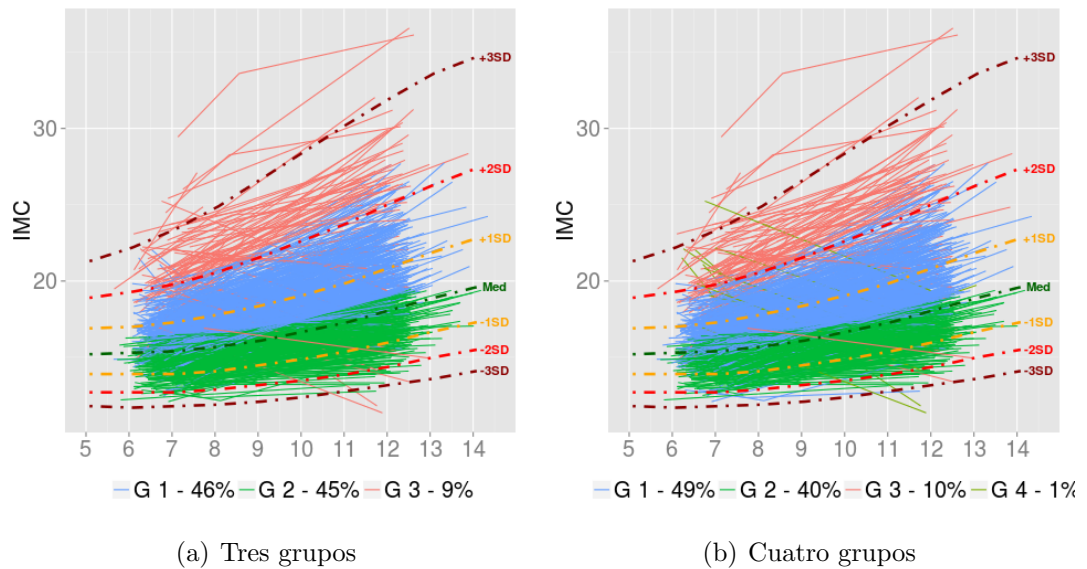 IMC
30
20
+3SD
+2SD
+1SD
Med
-1SD
-2SD
-3SD
5 6 7 8 9 10 11 12 13 14
G 1 - 46% G 2 - 45% G 3 - 9%
(a) Tres grupos
IMC
30
20
+3SD
+2SD
+1SD
Med
-1SD
-2SD
-3SD
5 6 7 8 9 10 11 12 13 14
G 1 - 49% G 2 - 40% G 3 - 10% G 4 - 1%
(b) Cuatro grupos